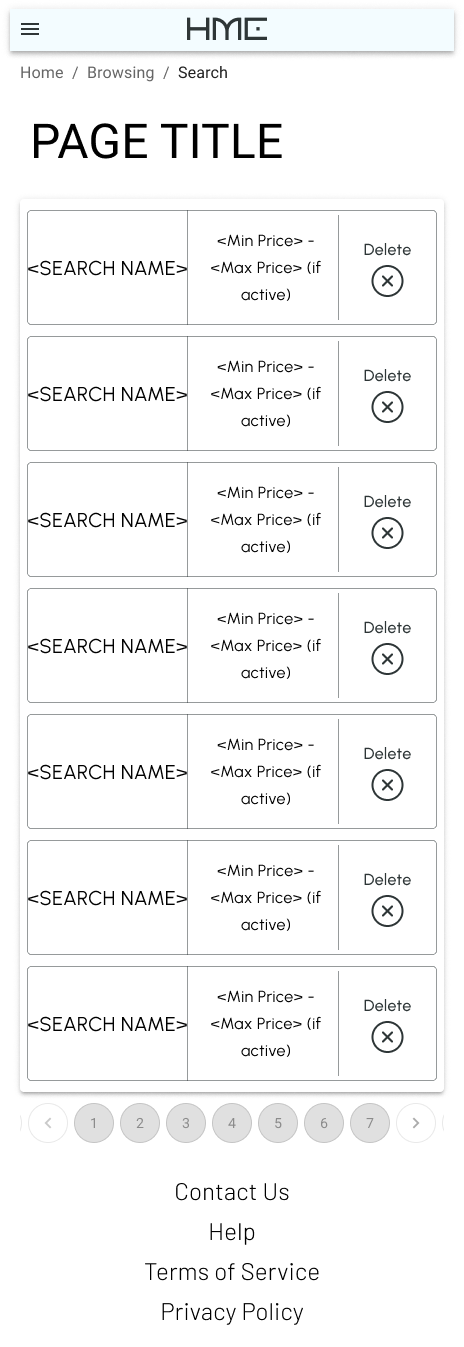 HME
Home / Browsing / Search
PAGE TITLE
<SEARCH NAME>
<Min Price> -
<Max Price> (if
active)
Delete
<SEARCH NAME>
<Min Price> -
<Max Price> (if
active)
Delete
<SEARCH NAME>
<Min Price> -
<Max Price> (if
active)
Delete
<SEARCH NAME>
<Min Price> -
<Max Price> (if
active)
Delete
<SEARCH NAME>
<Min Price> -
<Max Price> (if
active)
Delete
<SEARCH NAME>
<Min Price> -
<Max Price> (if
active)
Delete
<SEARCH NAME>
<Min Price> -
<Max Price> (if
active)
Delete
1 2 3 4 5 6 7
Contact Us
Help
Terms of Service
Privacy Policy